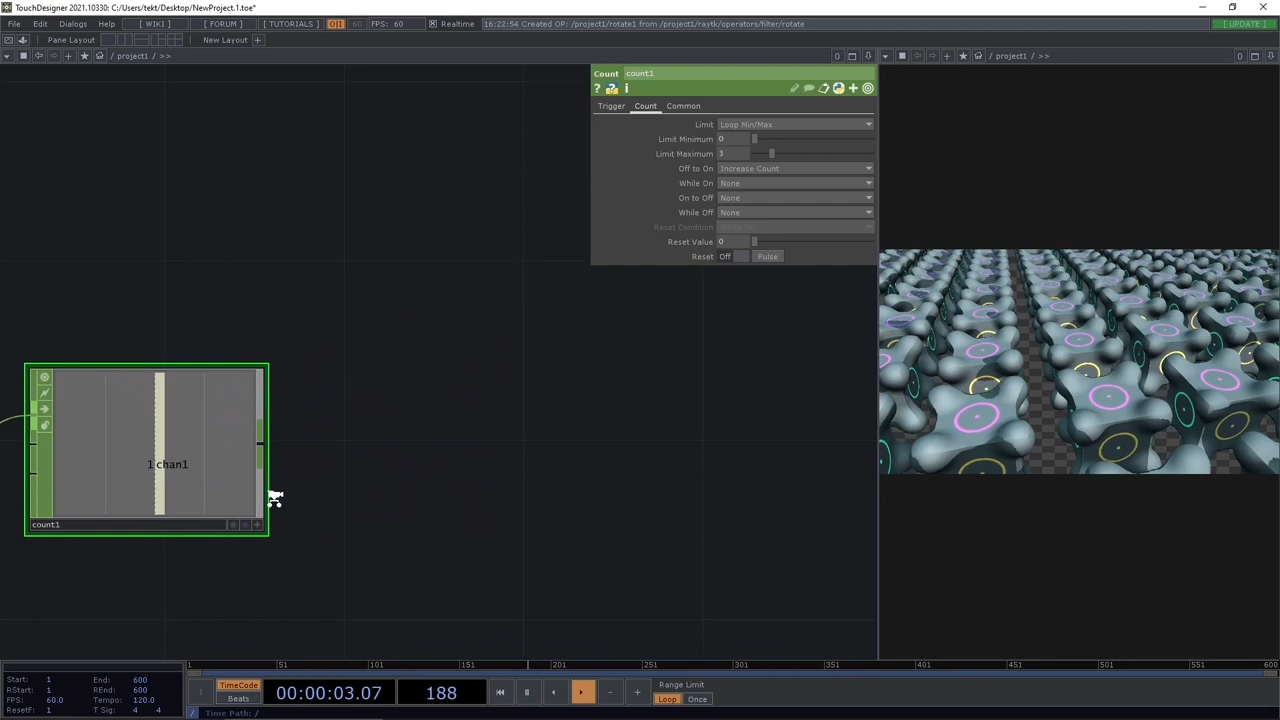 TouchDesigner 2021.10330: C:/Users/tekt/Desktop/NewProject.1.toe*
File Edit Dialogs Help [ WIKI ] [ FORUM ] [ TUTORIALS ] O|I 60 FPS: 60 Realtime 16:22:54 Created OP: /project1/rotate1 from /project1/raytk/operators/filter/rotate [ UPDATE ]
Pane Layout New Layout +
/ project1 / >> 0 / project1 / >> 0
Count count1
? i
Trigger Count Common
Limit Loop Min/Max
Limit Minimum 0
Limit Maximum 3
Off to On Increase Count
While On None
On to Off None
While Off None
Reset Condition
Reset Value 0
Reset Off Pulse
1 chan1
count1
1 51 101 151 201 251 301 351 401 451 501 551 600
Start: 1 End: 600
RStart: 1 REnd: 600
FPS: 60.0 Tempo: 120.0
ResetF: 1 T Sig: 4 4
TimeCode
Beats
00:00:03.07 188
Range Limit
Loop Once
/ Time Path: /